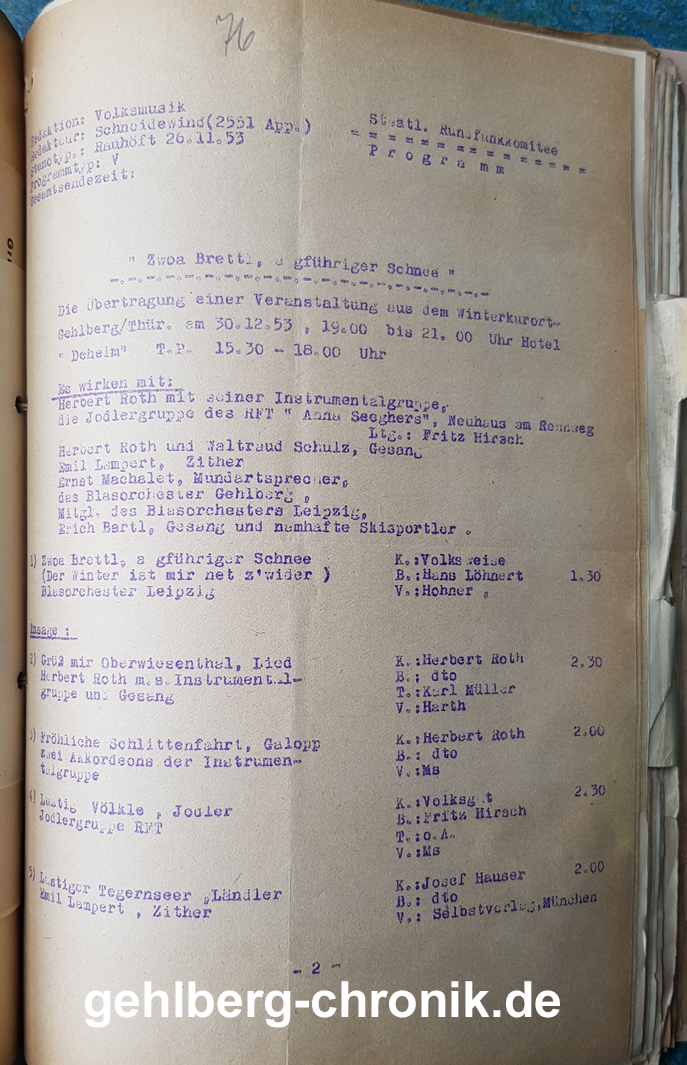 76
Redaktion: Volksmusik
Redakteur: Schneidewind(2551 App.)
Stenotyp.: Rauhöft 26.11.53
Programmtyp: V
Gesamtsendezeit:
Staatl. Rundfunkkomitee
= = = = = = = = = = = = = = =
P r o g r a m m
" Zwoa Brettl, a gführiger Schnee "
Die Übertragung einer Veranstaltung aus dem Winterkurort-
Gehlberg/Thür. am 30.12.53 , 19.00 bis 21. 00 Uhr Hotel
" Daheim" T.P. 15.30 - 18.00 Uhr
Es wirken mit:
Herbert Roth mit seiner Instrumentalgruppe,
die Jodlergruppe des RFT " Anna Seeghers", Neuhaus am Rennweg
Ltg.: Fritz Hirsch
Herbert Roth und Waltraud Schulz, Gesang
Emil Lampert, Zither
Ernst Machalet, Mundartsprecher,
das Blasorchester Gehlberg ,
Mitgl. des Blasorchesters Leipzig,
Erich Bartl, Gesang und namhafte Skisportler .
1) Zwoa Brettl, a gführiger Schnee K.:Volksweise
(Der Winter ist mir net z'wider ) B.:Hans Löhnert 1.30
Blasorchester Leipzig V.:Hohner ,
Ansage :
2) Grüß mir Oberwiesenthal, Lied K.:Herbert Roth 2.30
Herbert Roth m.s.Instrumental- B.: dto
gruppe und Gesang T.:Karl Müller
V.:Harth
3) Fröhliche Schlittenfahrt, Galopp K.:Herbert Roth 2.00
zwei Akkordeons der Instrumen- B.: dto
talgruppe V.:Ms
4) Lustig Völkle , Jodler K.:Volksgut 2.30
Jodlergruppe RFT B.:Fritz Hirsch
T.:o.A.
V.:Ms
5) Lustiger Tegernseer ,Ländler K.:Josef Hauser 2.00
Emil Lampert , Zither B.: dto
V.: Selbstverlag,München
- 2 -
gehlberg-chronik.de